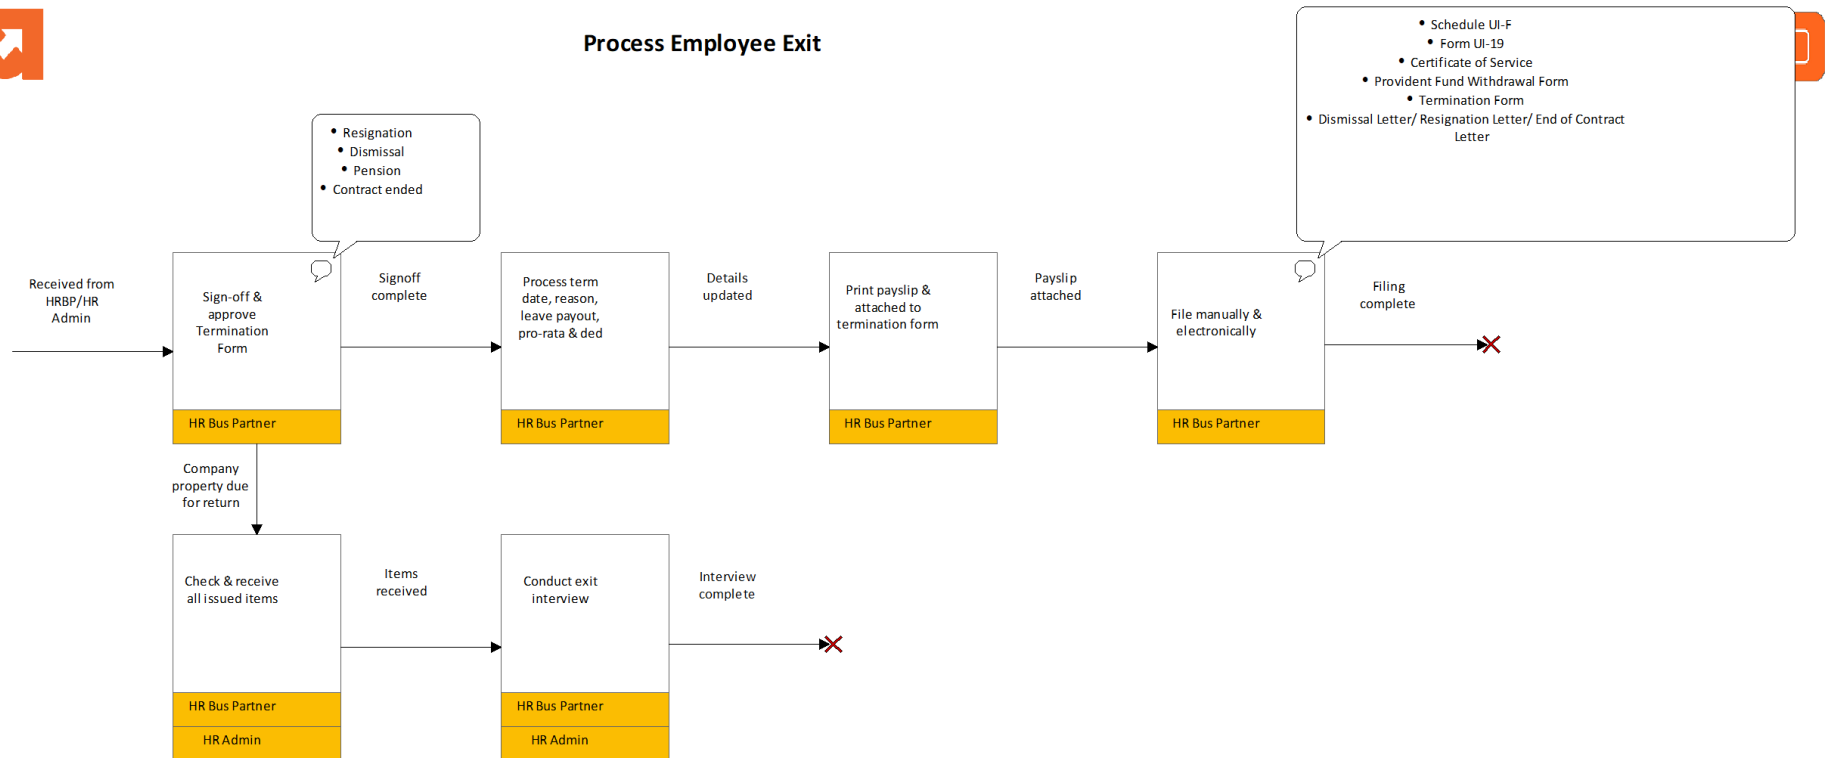 Process Employee Exit
• Schedule UI-F
• Form UI-19
• Certificate of Service
• Provident Fund Withdrawal Form
• Termination Form
• Dismissal Letter/ Resignation Letter/ End of Contract
Letter
• Resignation
• Dismissal
• Pension
• Contract ended
Received from
HRBP/HR
Admin
Sign-off &
approve
Termination
Form
HR Bus Partner
Signoff
complete
Process term
date, reason,
leave payout,
pro-rata & ded
HR Bus Partner
Details
updated
Print payslip &
attached to
termination form
HR Bus Partner
Payslip
attached
File manually &
electronically
HR Bus Partner
Filing
complete
Company
property due
for return
Check & receive
all issued items
HR Bus Partner
HR Admin
Items
received
Conduct exit
interview
HR Bus Partner
HR Admin
Interview
complete